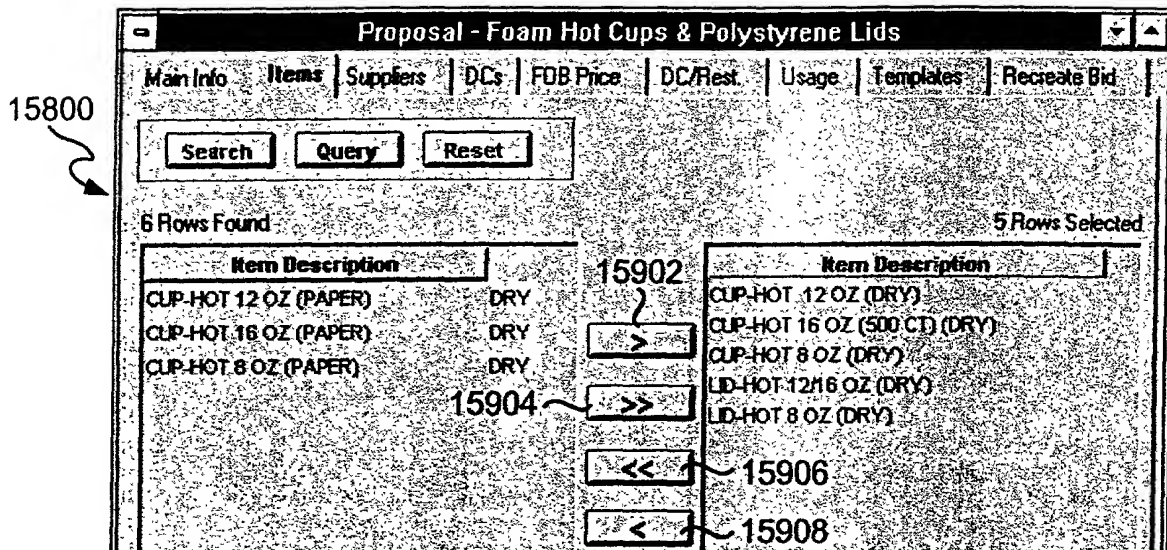 Proposal - Foam Hot Cups & Polystyrene Lids
Main Info Items Suppliers DCs FOB Price DC/Rest. Usage Templates Recreate Bid
15800
Search Query Reset
6 Rows Found
5 Rows Selected
Item Description
Item Description
CUP-HOT 12 OZ (PAPER) DRY
CUP-HOT 16 OZ (PAPER) DRY
CUP-HOT 8 OZ (PAPER) DRY
15902
>
15904
>>
<<
15906
<
15908
CUP-HOT 12 OZ (DRY)
CUP-HOT 16 OZ (500 CT) (DRY)
CUP-HOT 8 OZ (DRY)
LID-HOT 12/16 OZ (DRY)
LID-HOT 8 OZ (DRY)